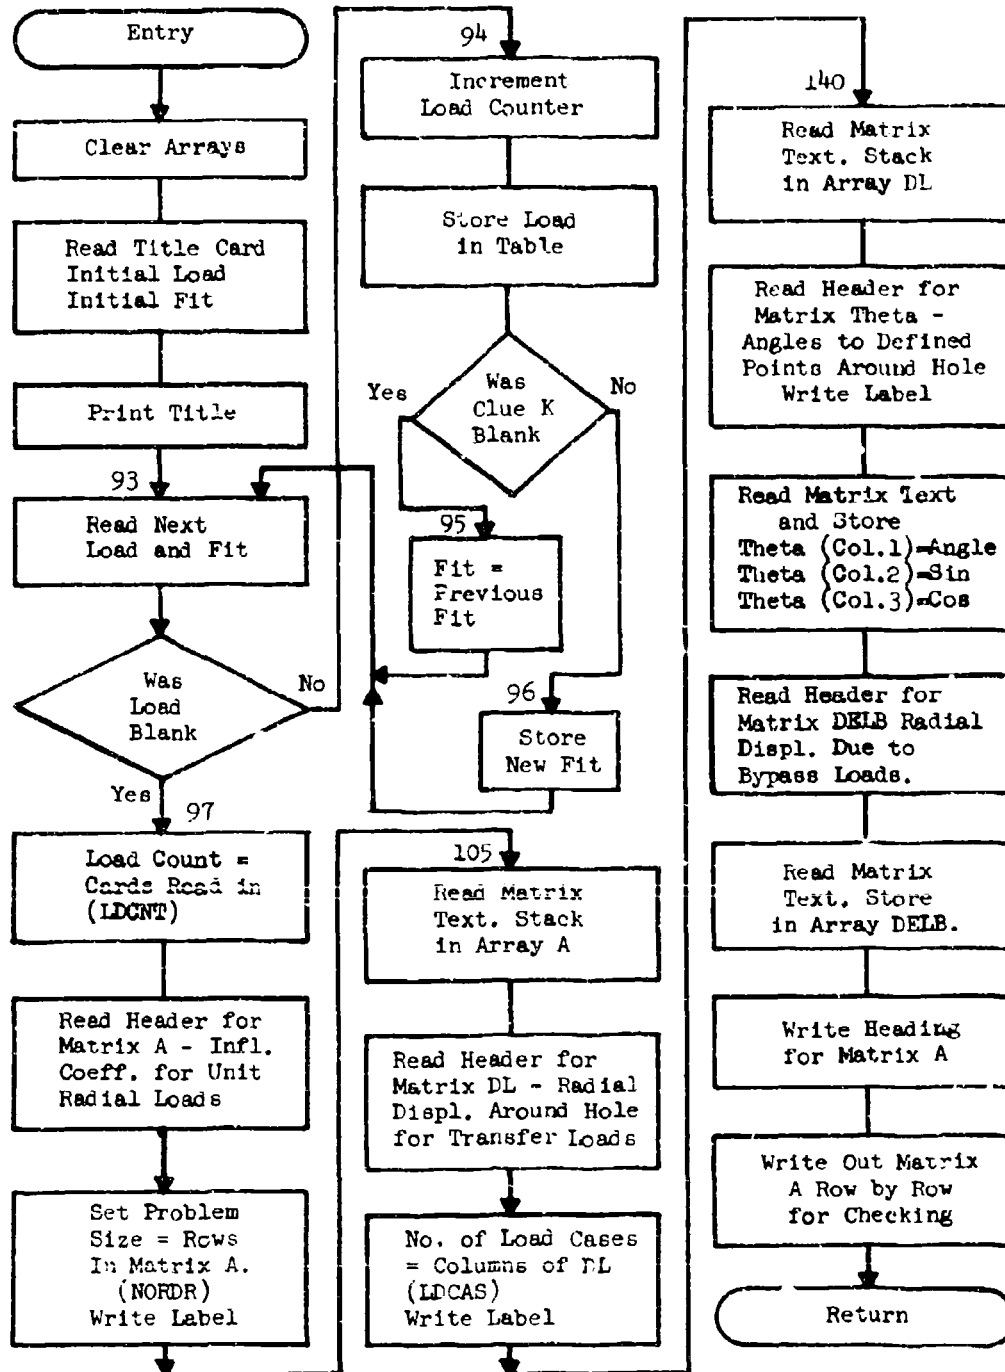 Entry
Clear Arrays
Read Title Card
Initial Load
Initial Fit
Print Title
93
Read Next
Load and Fit
Was
Load
Blank
No
Yes
97
Load Count =
Cards Read in
(LDCNT)
Read Header for
Matrix A - Infl.
Coeff. for Unit
Radial Loads
Set Problem
Size = Rows
In Matrix A.
(NORDR)
Write Label
94
Increment
Load Counter
Store Load
in Table
Was
Clue K
Blank
Yes
No
95
Fit =
Previous
Fit
96
Store
New Fit
105
Read Matrix
Text. Stack
in Array A
Read Header for
Matrix DL - Radial
Displ. Around Hole
for Transfer Loads
No. of Load Cases
= Columns of DL
(LDCAS)
Write Label
140
Read Matrix
Text. Stack
in Array DL
Read Header for
Matrix Theta -
Angles to Defined
Points Around Hole
Write Label
Read Matrix Text
and Store
Theta (Col.1)=Angle
Theta (Col.2)=Sin
Theta (Col.3)=Cos
Read Header for
Matrix DELB Radial
Displ. Due to
Bypass Loads.
Read Matrix
Text. Store
in Array DELB.
Write Heading
for Matrix A
Write Out Matrix
A Row by Row
for Checking
Return